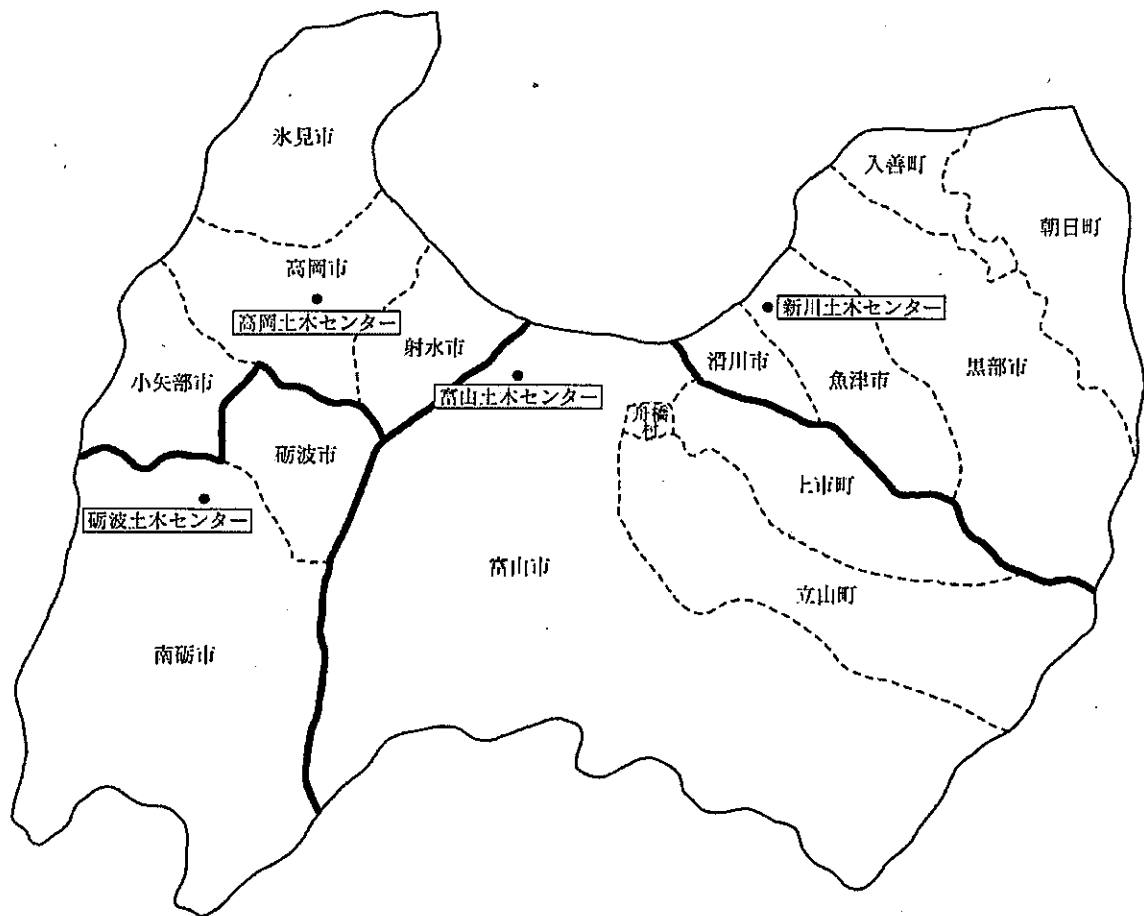 氷見市
入善町
朝日町
高岡市
高岡土木センター
新川土木センター
射水市
滑川市
小矢部市
富山土木センター
魚津市
黒部市
舟橋
村
砺波市
上市町
砺波土木センター
富山市
立山町
南砺市